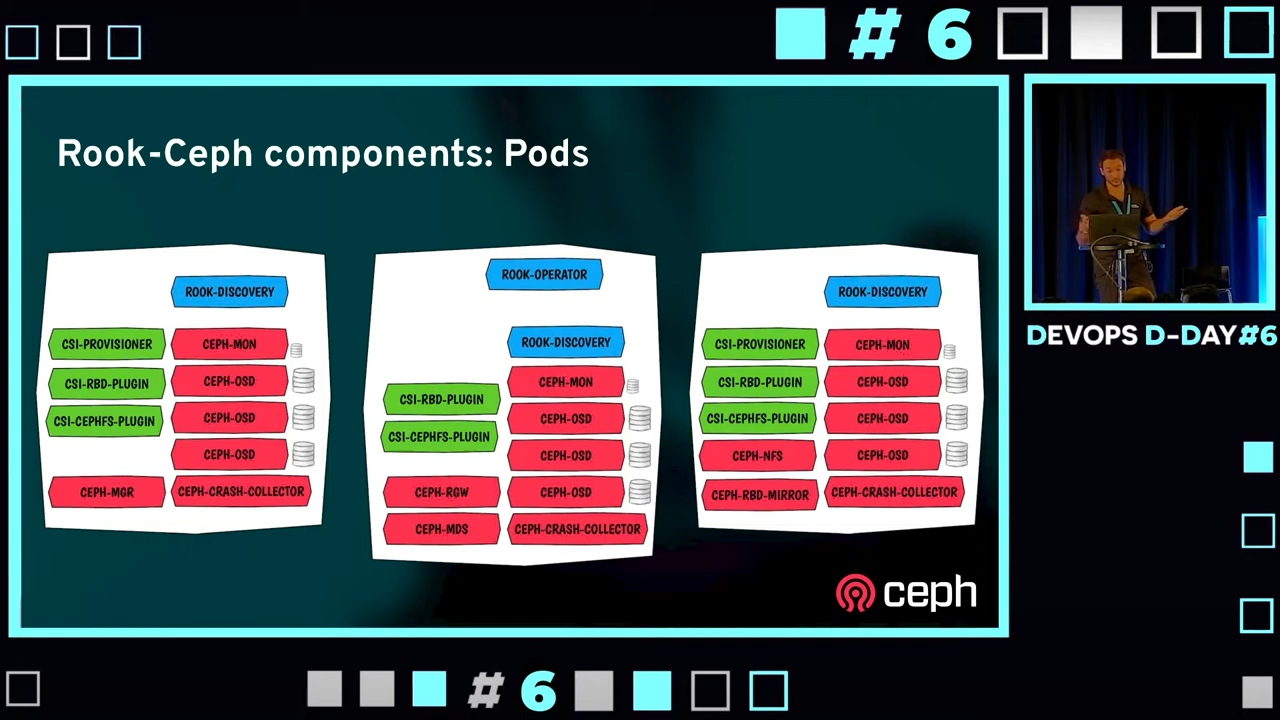 # 6
Rook-Ceph components: Pods
ROOK-DISCOVERY
CSI-PROVISIONER
CEPH-MON
CSI-RBD-PLUGIN
CEPH-OSD
CSI-CEPHFS-PLUGIN
CEPH-OSD
CEPH-OSD
CEPH-MGR
CEPH-CRASH-COLLECTOR
ROOK-OPERATOR
ROOK-DISCOVERY
CEPH-MON
CSI-RBD-PLUGIN
CEPH-OSD
CSI-CEPHFS-PLUGIN
CEPH-OSD
CEPH-RGW
CEPH-OSD
CEPH-MDS
CEPH-CRASH-COLLECTOR
ROOK-DISCOVERY
CSI-PROVISIONER
CEPH-MON
CSI-RBD-PLUGIN
CEPH-OSD
CSI-CEPHFS-PLUGIN
CEPH-OSD
CEPH-NFS
CEPH-OSD
CEPH-RBD-MIRROR
CEPH-CRASH-COLLECTOR
ceph
DEVOPS D-DAY#6
# 6